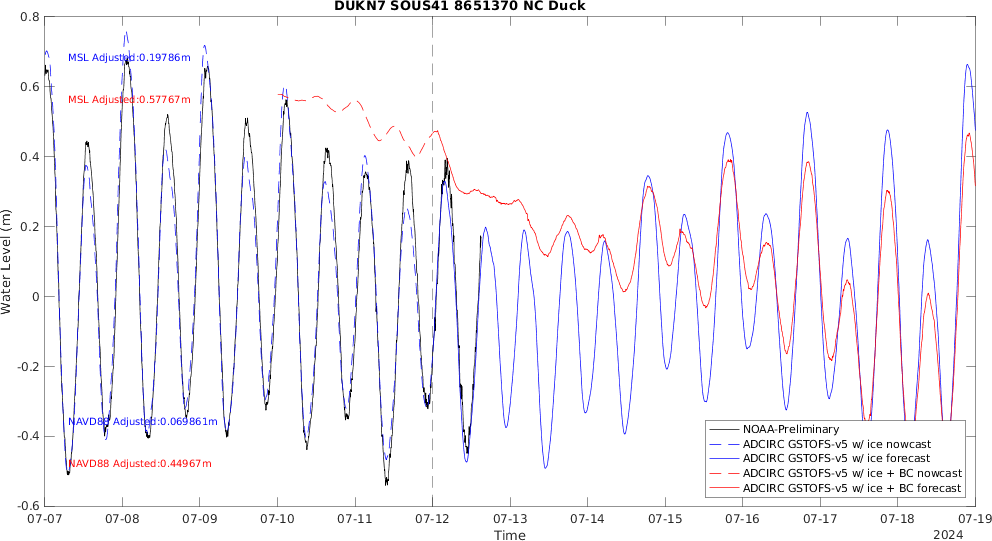 DUKN7 SOUS41 8651370 NC Duck
0.8
0.6
0.4
0.2
0
-0.2
-0.4
-0.6
Water Level (m)
MSL Adjusted:0.19786m
MSL Adjusted:0.57767m
NAVD88 Adjusted:0.069861m
NAVD88 Adjusted:0.44967m
NOAA-Preliminary
ADCIRC GSTOFS-v5 w/ ice nowcast
ADCIRC GSTOFS-v5 w/ ice forecast
ADCIRC GSTOFS-v5 w/ ice + BC nowcast
ADCIRC GSTOFS-v5 w/ ice + BC forecast
07-07 07-08 07-09 07-10 07-11 07-12 07-13 07-14 07-15 07-16 07-17 07-18 07-19
Time
2024